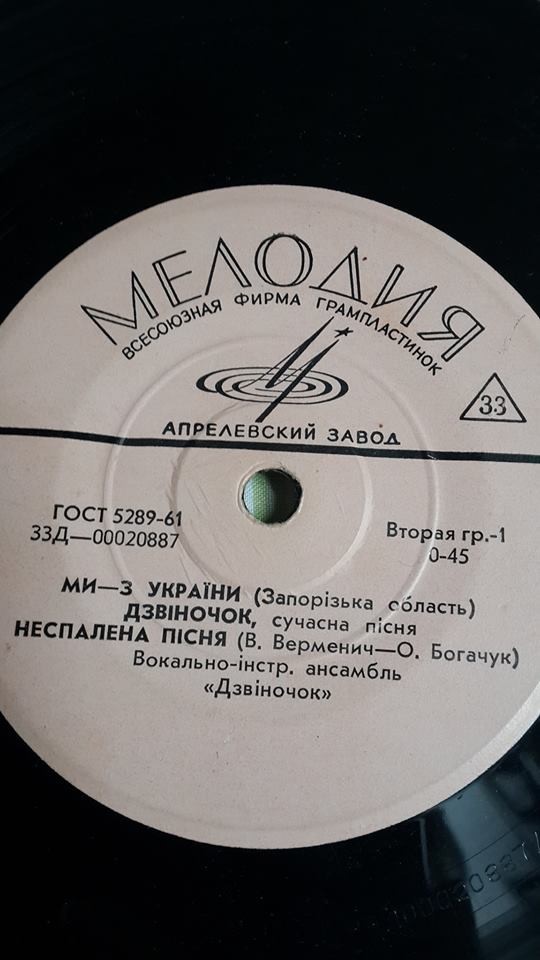 МЕЛОДИЯ
ВСЕСОЮЗНАЯ ФИРМА ГРАМПЛАСТИНОК
33
АПРЕЛЕВСКИЙ ЗАВОД
ГОСТ 5289-61
33Д—00020887
Вторая гр.-1
0-45
МИ—З УКРАЇНИ (Запорізька область)
ДЗВІНОЧОК, сучасна пісня
НЕСПАЛЕНА ПІСНЯ (В. Верменич—О. Богачук)
Вокально-інстр. ансамбль
«Дзвіночок»